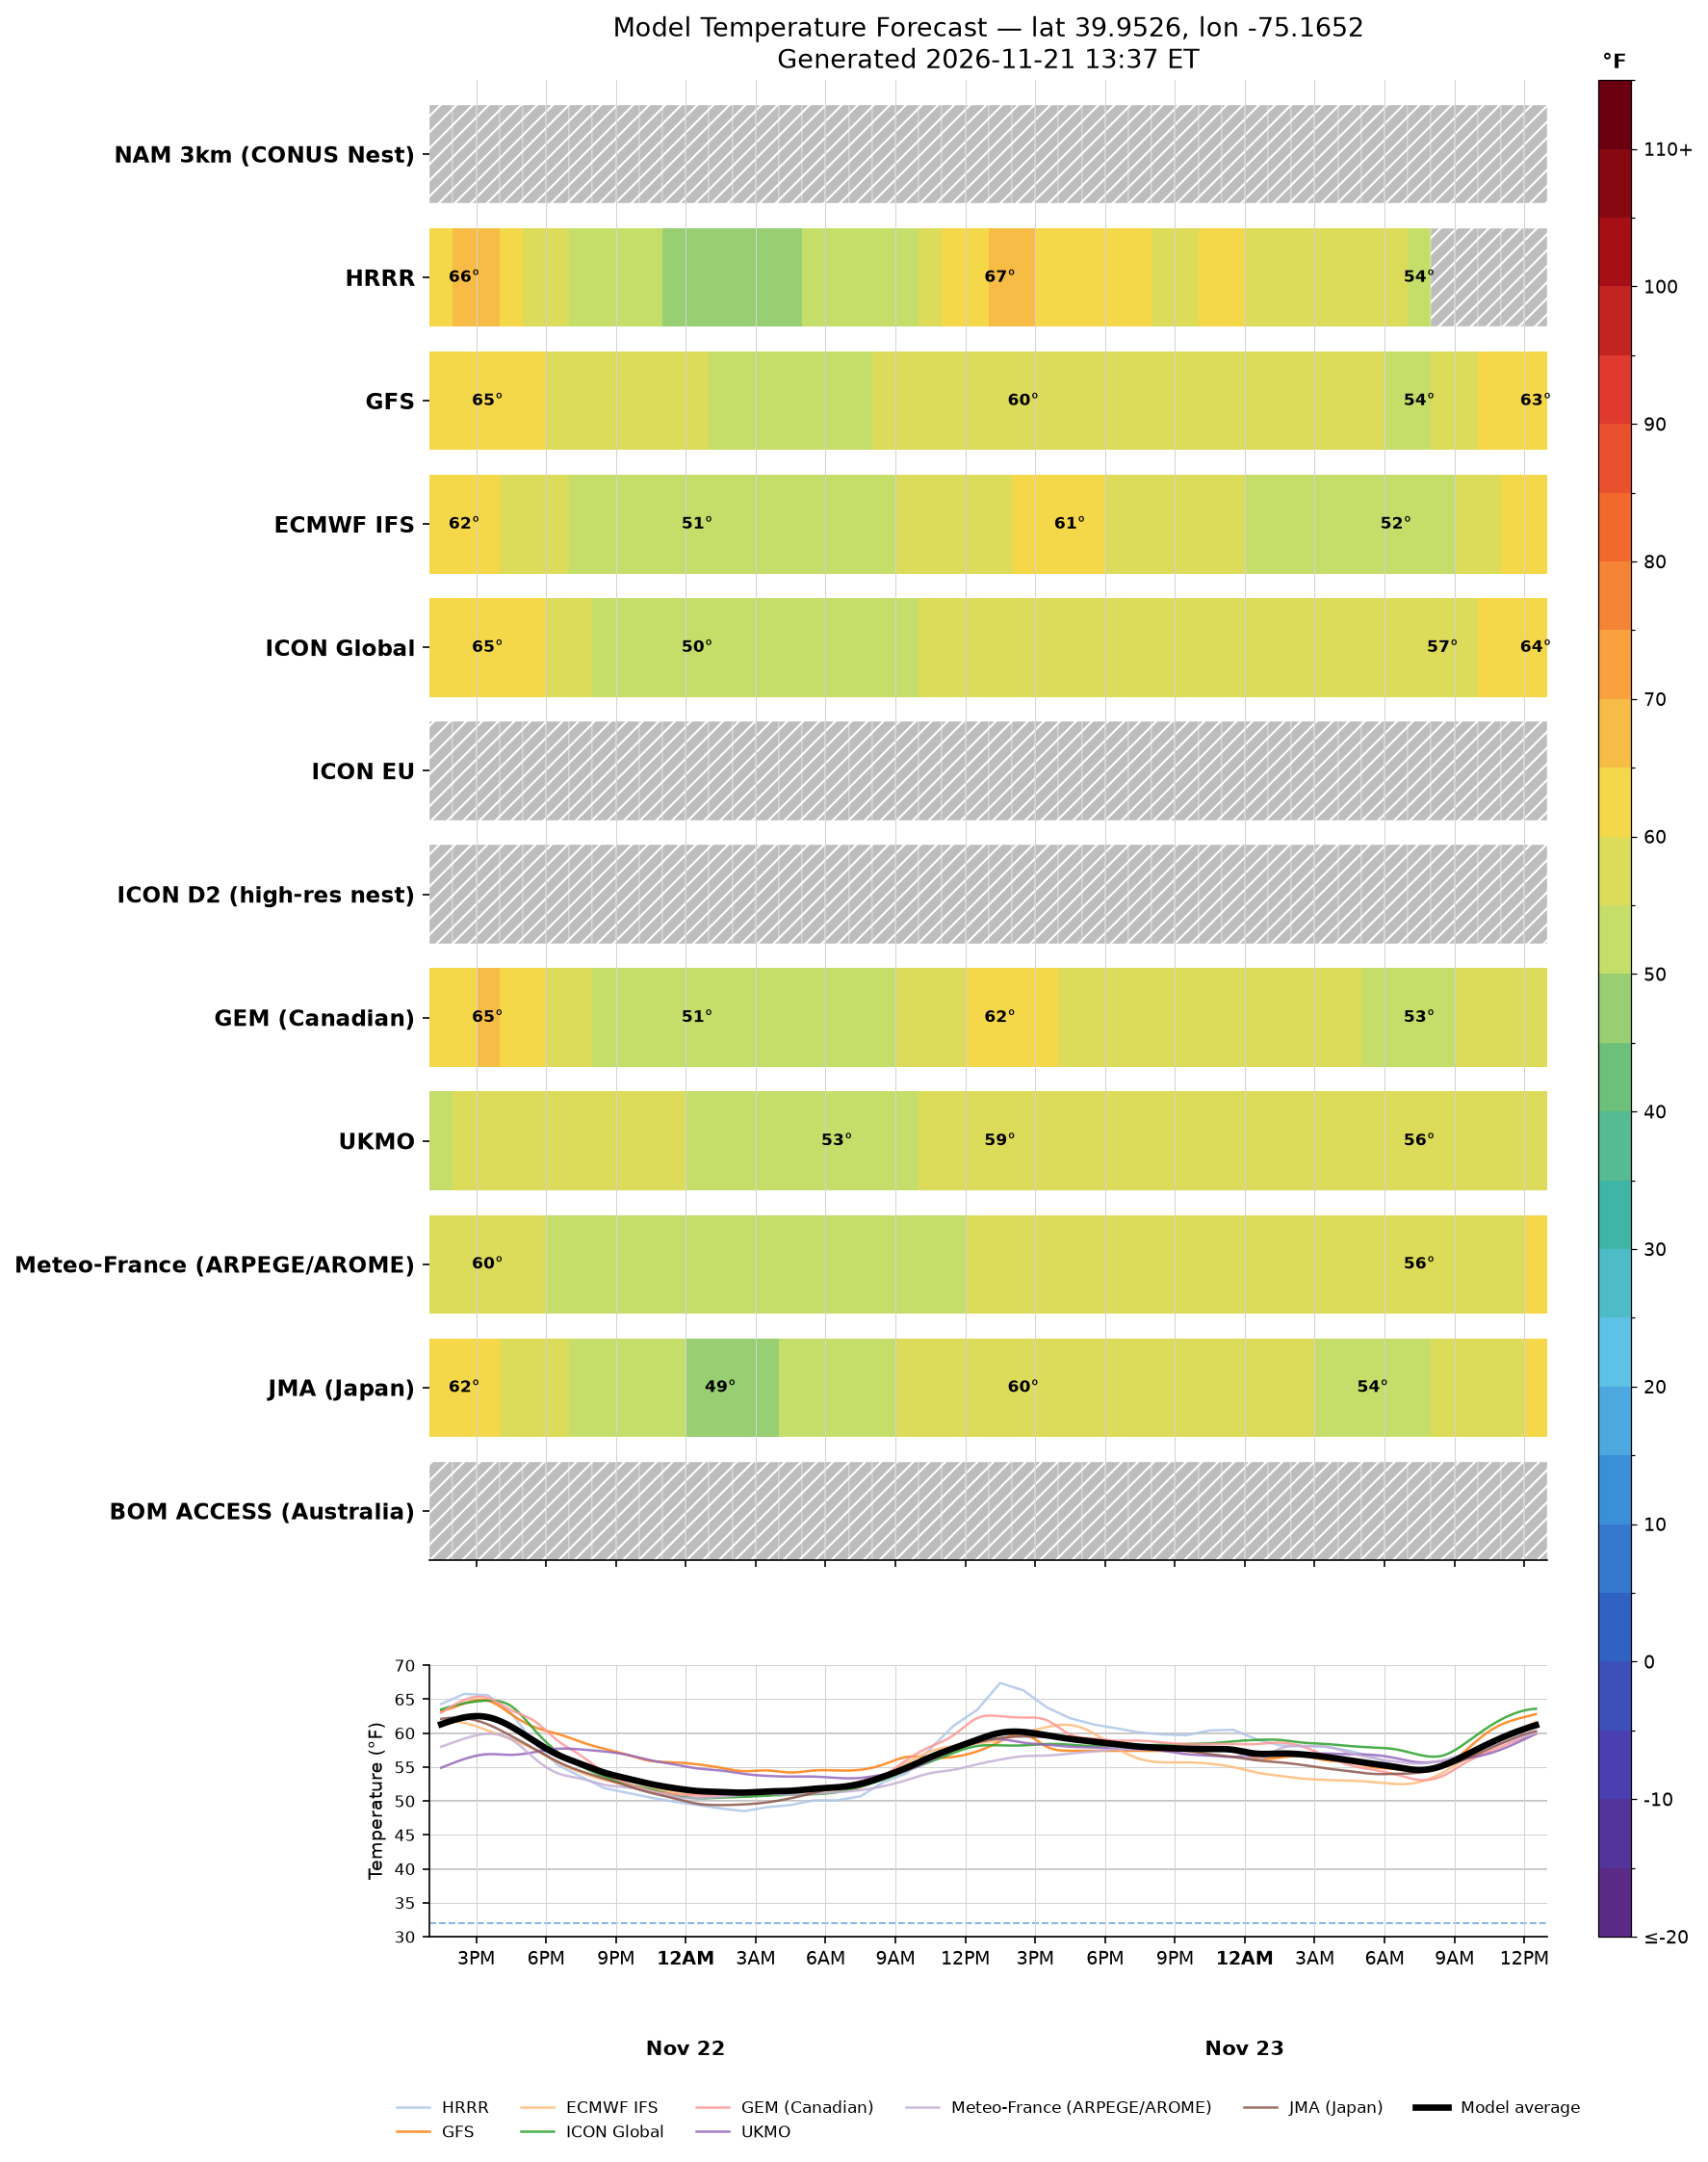 Model Temperature Forecast — lat 39.9526, lon -75.1652
Generated 2026-11-21 13:37 ET
°F
NAM 3km (CONUS Nest)
HRRR
66°
67°
54°
GFS
65°
60°
54°
63°
ECMWF IFS
62°
51°
61°
52°
ICON Global
65°
50°
57°
64°
ICON EU
ICON D2 (high-res nest)
GEM (Canadian)
65°
51°
62°
53°
UKMO
53°
59°
56°
Meteo-France (ARPEGE/AROME)
60°
56°
JMA (Japan)
62°
49°
60°
54°
BOM ACCESS (Australia)
110+
100
90
80
70
60
50
40
30
20
10
0
-10
≤-20
Temperature (°F)
70
65
60
55
50
45
40
35
30
3PM 6PM 9PM 12AM 3AM 6AM 9AM 12PM 3PM 6PM 9PM 12AM 3AM 6AM 9AM 12PM
Nov 22 Nov 23
HRRR ECMWF IFS GEM (Canadian) Meteo-France (ARPEGE/AROME) JMA (Japan) Model average
GFS ICON Global UKMO